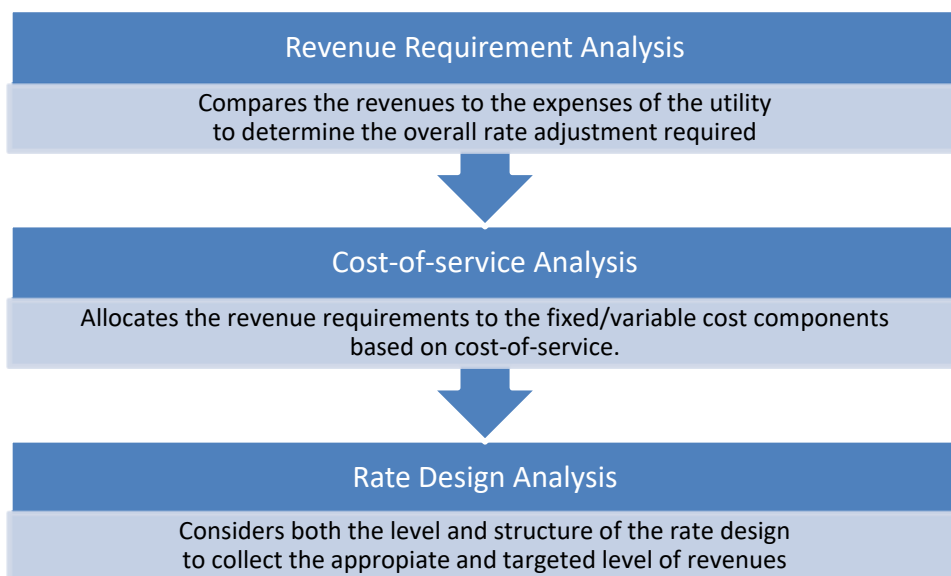 Revenue Requirement Analysis
Compares the revenues to the expenses of the utility
to determine the overall rate adjustment required
Cost-of-service Analysis
Allocates the revenue requirements to the fixed/variable cost components
based on cost-of-service.
Rate Design Analysis
Considers both the level and structure of the rate design
to collect the appropiate and targeted level of revenues